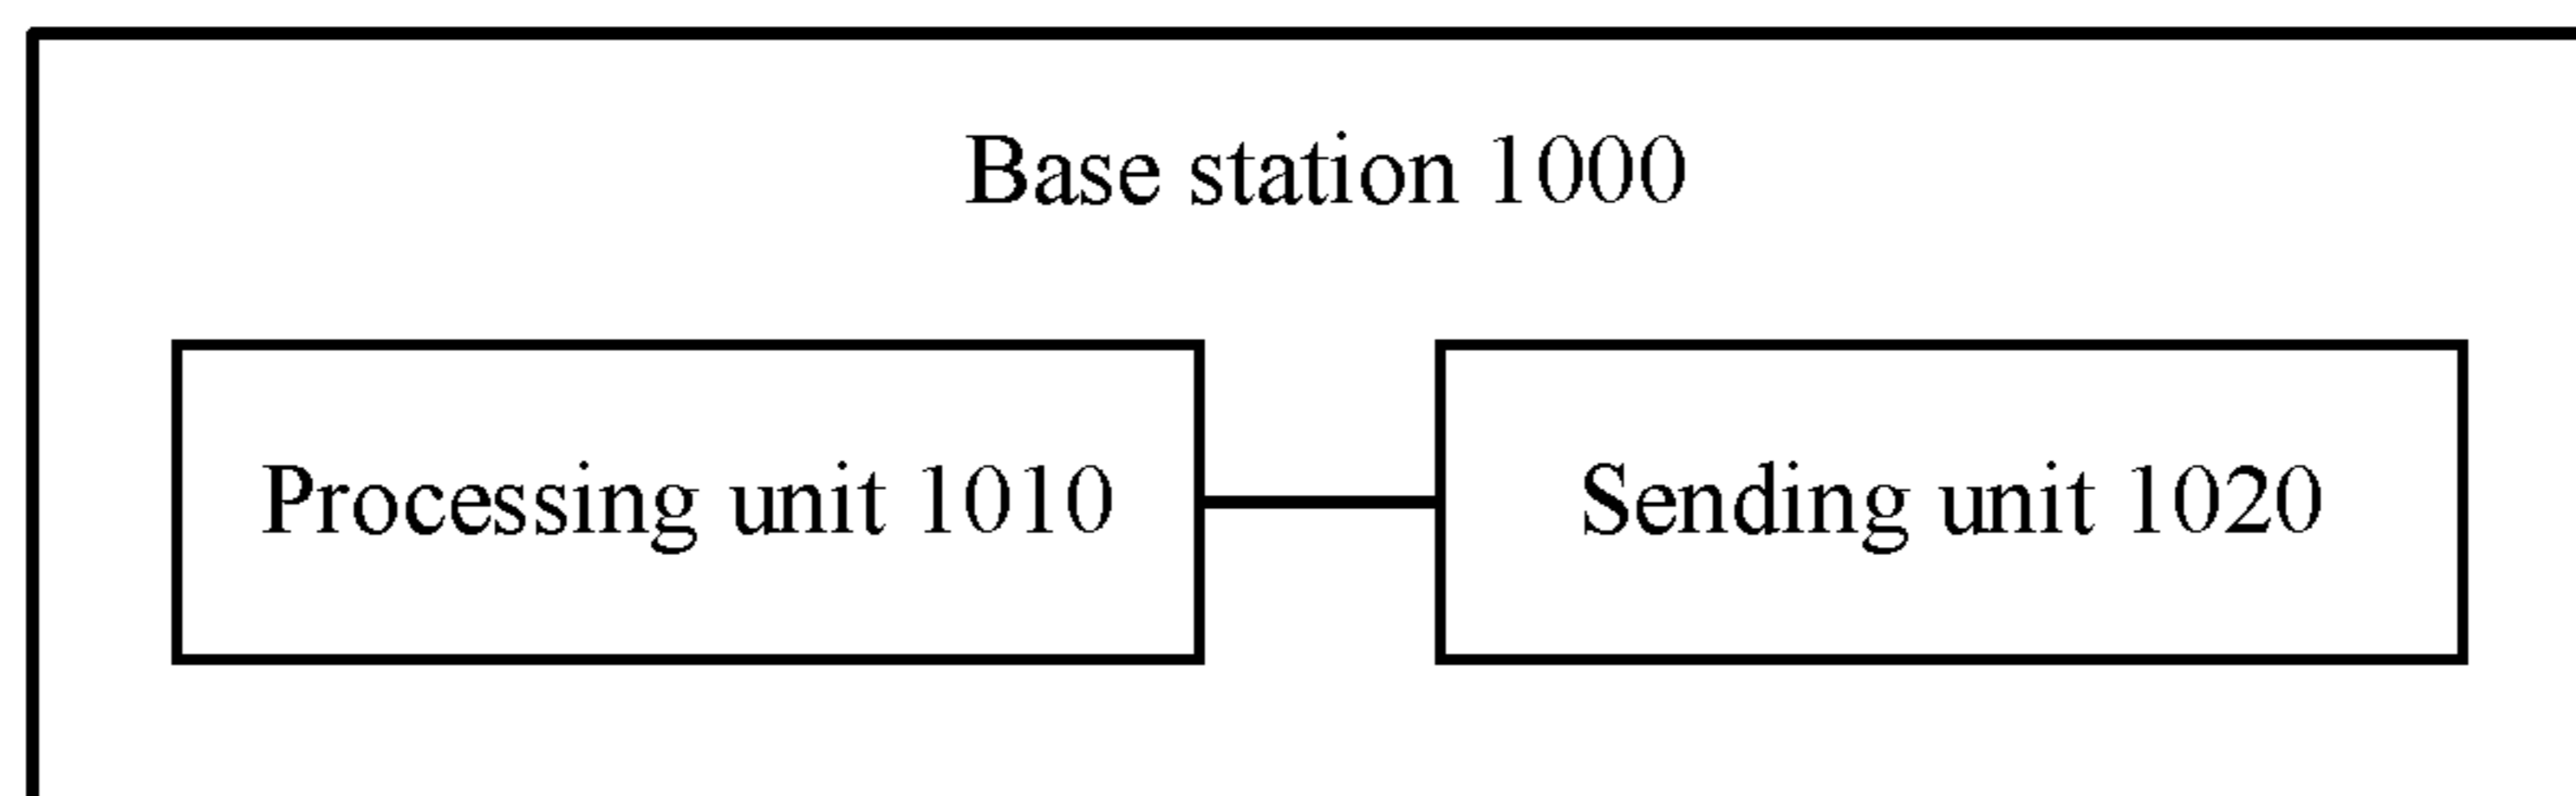 Base station 1000
Processing unit 1010
Sending unit 1020